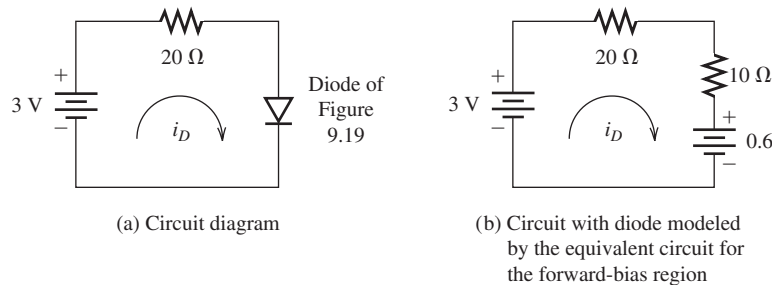 20 Ω
+
3 V
−
i_D
Diode of
Figure
9.19
(a) Circuit diagram
20 Ω
+
3 V
−
i_D
10 Ω
+
0.6
−
(b) Circuit with diode modeled
by the equivalent circuit for
the forward-bias region